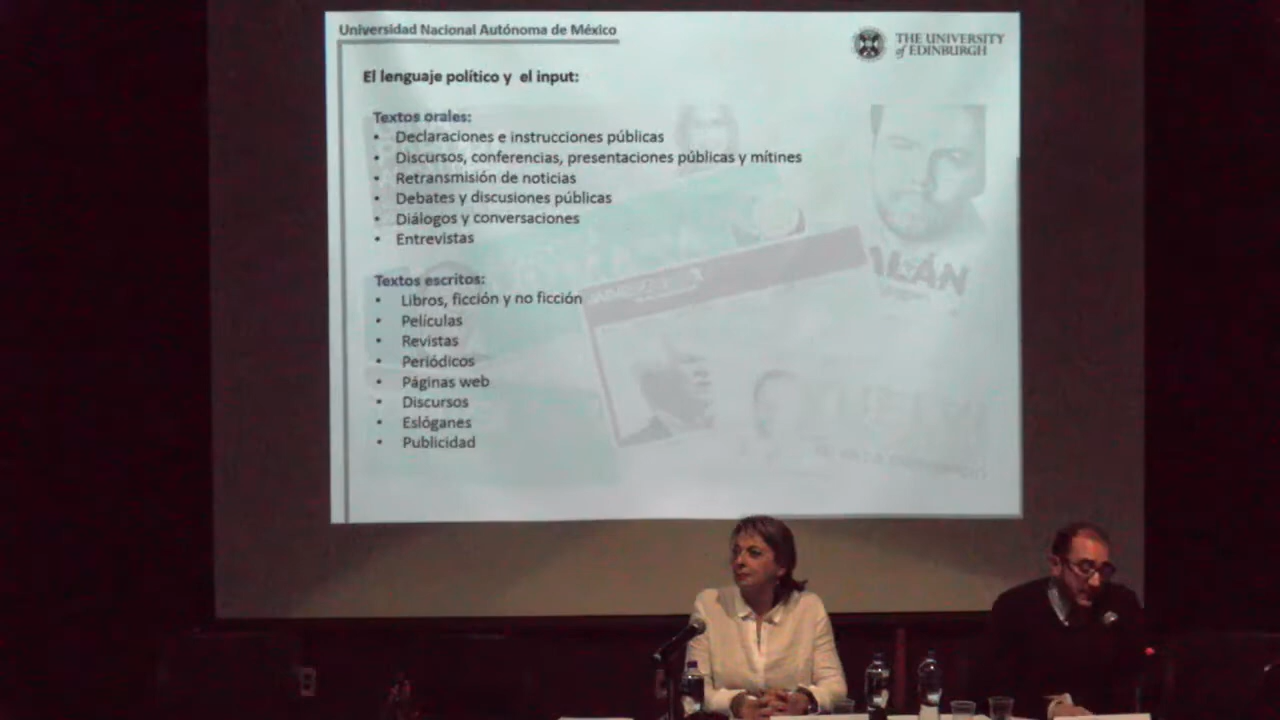 Universidad Nacional Autónoma de México
THE UNIVERSITY
of EDINBURGH
El lenguaje político y el input:
Textos orales:
• Declaraciones e instrucciones públicas
• Discursos, conferencias, presentaciones públicas y mítines
• Retransmisión de noticias
• Debates y discusiones públicas
• Diálogos y conversaciones
• Entrevistas
ALÁN
Textos escritos:
• Libros, ficción y no ficción
• Películas
• Revistas
• Periódicos
• Páginas web
• Discursos
• Eslóganes
• Publicidad